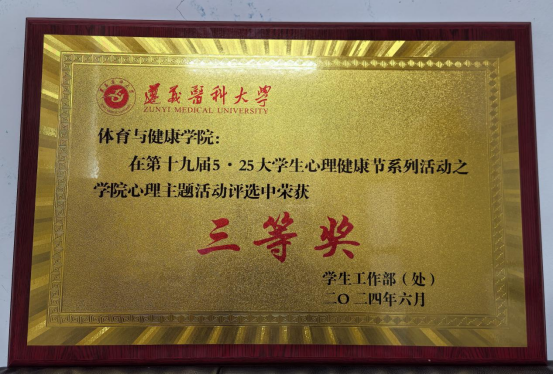 遵義醫科大學
ZUNYI MEDICAL UNIVERSITY
体育与健康学院：
在第十九届5·25大学生心理健康节系列活动之
学院心理主题活动评选中荣获
三等奖
学生工作部（处）
二〇二四年六月